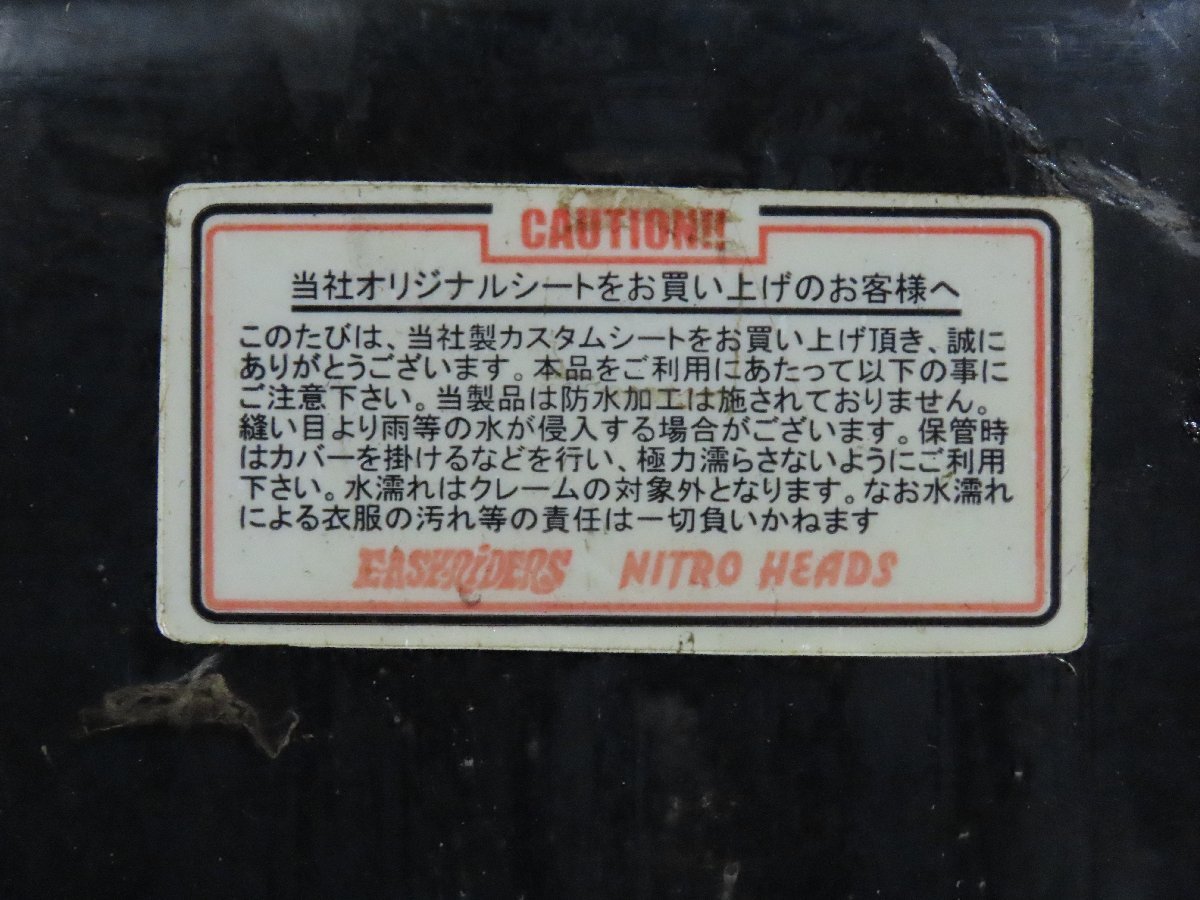 CAUTION!!
当社オリジナルシートをお買い上げのお客様へ
このたびは、当社製カスタムシートをお買い上げ頂き、誠に
ありがとうございます。本品をご利用にあたって以下の事に
ご注意下さい。当製品は防水加工は施されておりません。
縫い目より雨等の水が侵入する場合がございます。保管時
はカバーを掛けるなどを行い、極力濡らさないようにご利用
下さい。水濡れはクレームの対象外となります。なお水濡れ
による衣服の汚れ等の責任は一切負いかねます
EASYRIDERS NITRO HEADS